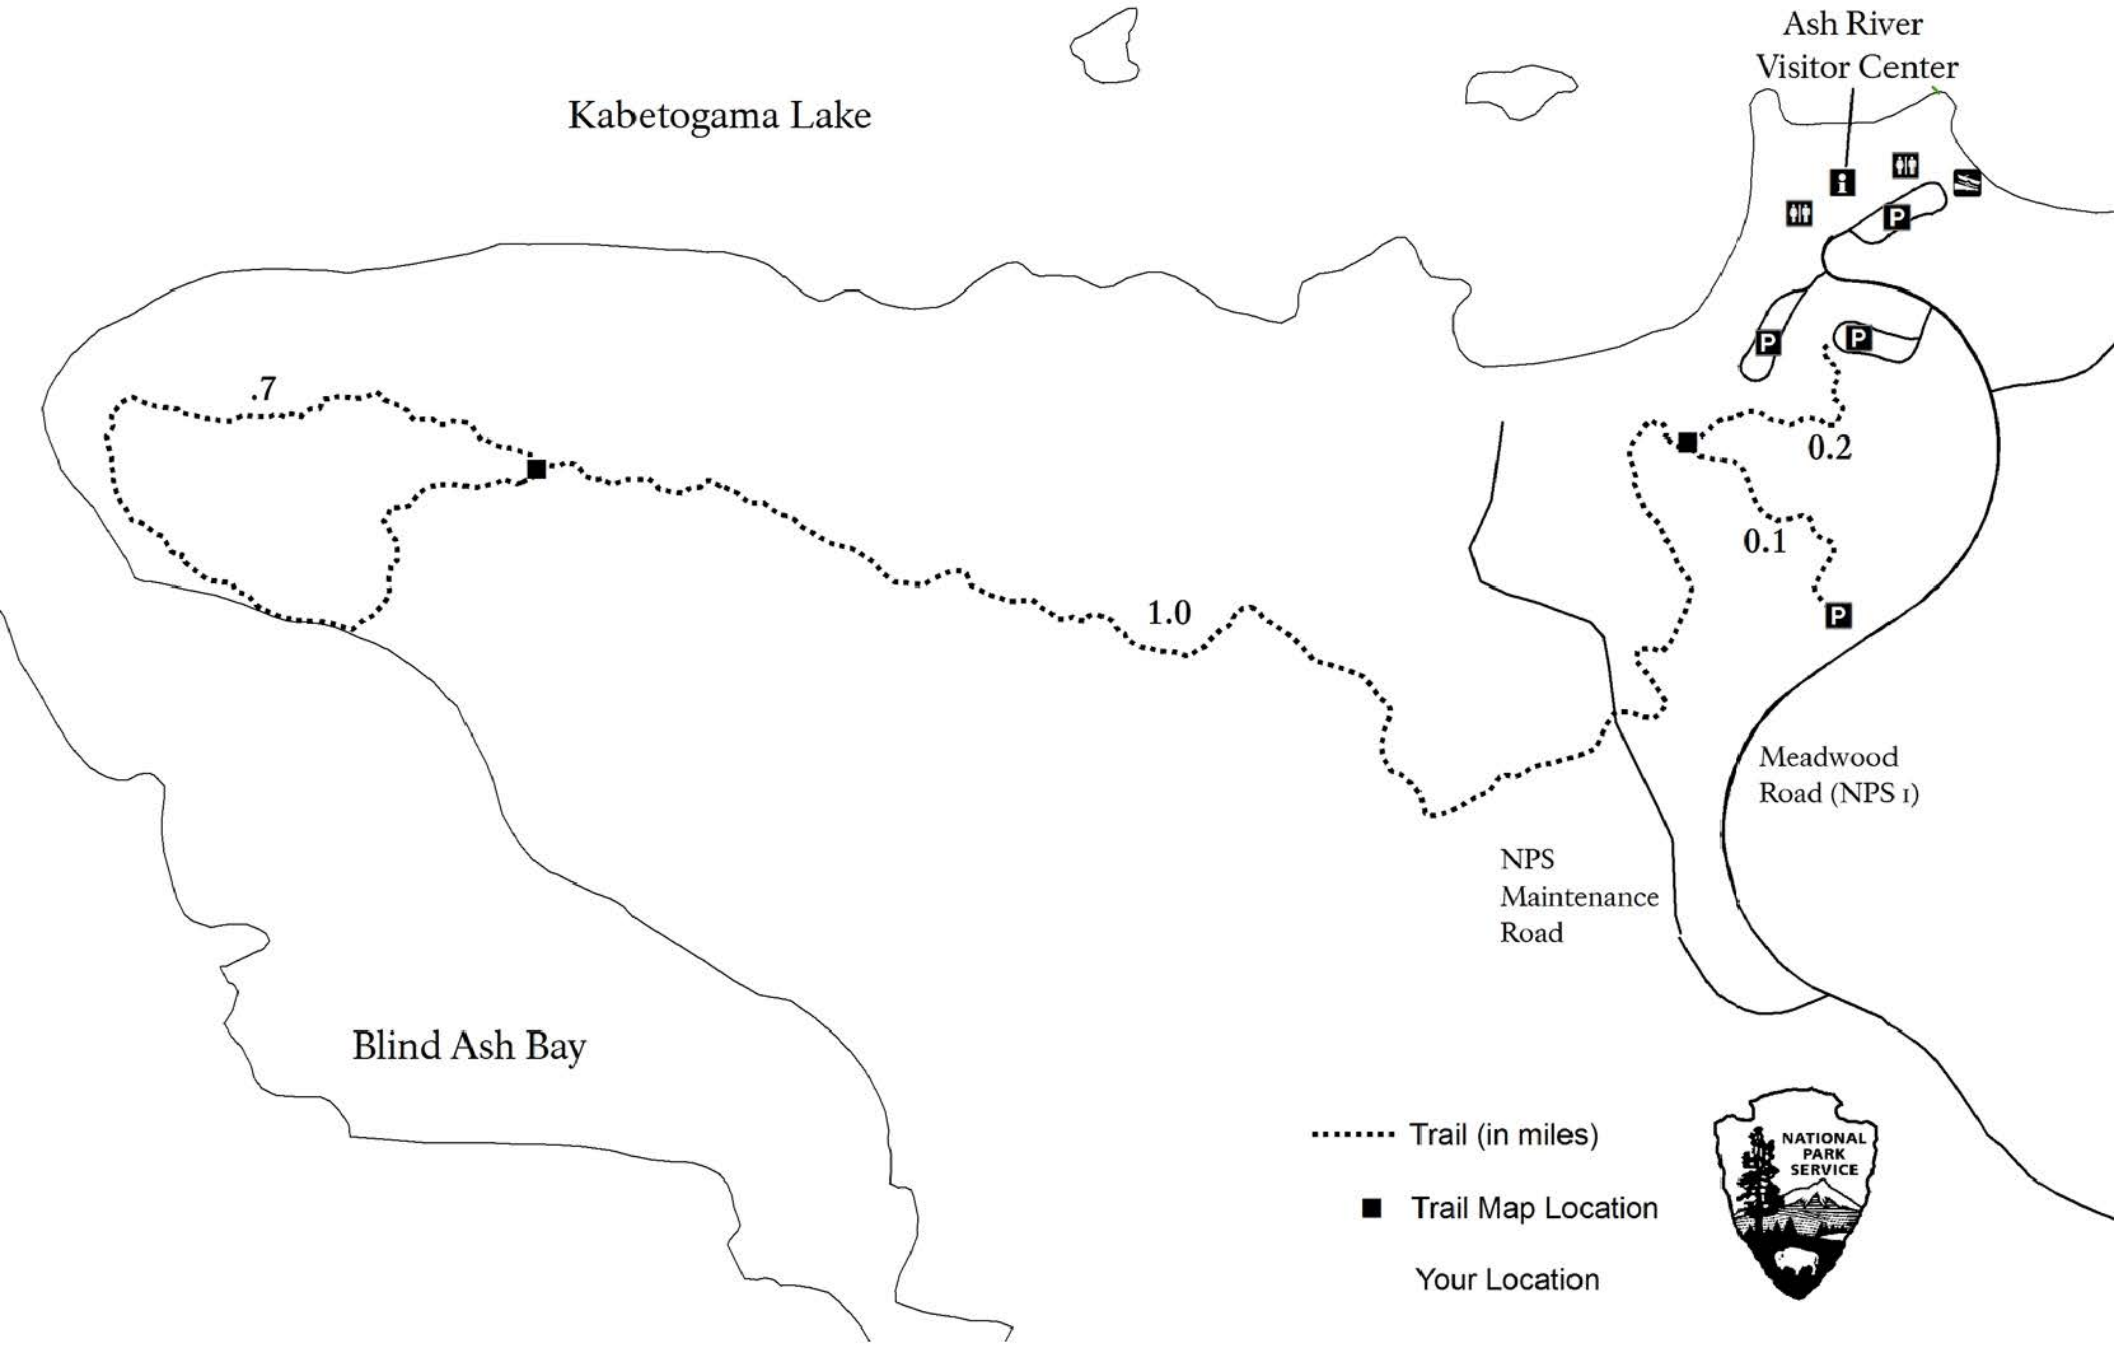 Ash River
Visitor Center
Kabetogama Lake
i
P
P
P
.7
0.2
0.1
1.0
P
Meadwood
Road (NPS 1)
NPS
Maintenance
Road
Blind Ash Bay
Trail (in miles)
Trail Map Location
Your Location
NATIONAL
PARK
SERVICE